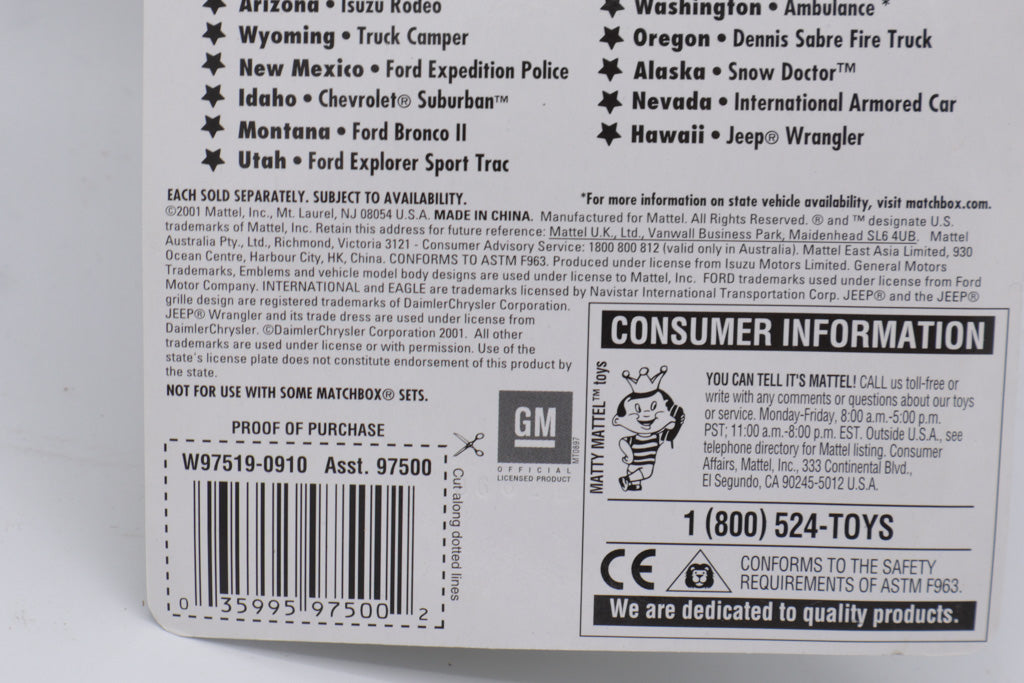 Arizona • Isuzu Rodeo
Wyoming • Truck Camper
New Mexico • Ford Expedition Police
Idaho • Chevrolet® Suburban™
Montana • Ford Bronco II
Utah • Ford Explorer Sport Trac
Washington • Ambulance *
Oregon • Dennis Sabre Fire Truck
Alaska • Snow Doctor™
Nevada • International Armored Car
Hawaii • Jeep® Wrangler
EACH SOLD SEPARATELY. SUBJECT TO AVAILABILITY.
*For more information on state vehicle availability, visit matchbox.com.
©2001 Mattel, Inc., Mt. Laurel, NJ 08054 U.S.A. MADE IN CHINA. Manufactured for Mattel. All Rights Reserved. ® and ™ designate U.S.
trademarks of Mattel, Inc. Retain this address for future reference: Mattel U.K., Ltd., Vanwall Business Park, Maidenhead SL6 4UB. Mattel
Australia Pty., Ltd., Richmond, Victoria 3121 - Consumer Advisory Service: 1800 800 812 (valid only in Australia). Mattel East Asia Limited, 930
Ocean Centre, Harbour City, HK, China. CONFORMS TO ASTM F963. Produced under license from Isuzu Motors Limited. General Motors
Trademarks, Emblems and vehicle model body designs are used under license to Mattel, Inc. FORD trademarks used under license from Ford
Motor Company. INTERNATIONAL and EAGLE are trademarks licensed by Navistar International Transportation Corp. JEEP® and the JEEP®
grille design are registered trademarks of DaimlerChrysler Corporation.
JEEP® Wrangler and its trade dress are used under license from
DaimlerChrysler. ©DaimlerChrysler Corporation 2001. All other
trademarks are used under license or with permission. Use of the
state's license plate does not constitute endorsement of this product by
the state.
NOT FOR USE WITH SOME MATCHBOX® SETS.
PROOF OF PURCHASE
W97519-0910 Asst. 97500
0 35995 97500 2
Cut along dotted lines
GM
OFFICIAL
LICENSED PRODUCT
MT0897
CONSUMER INFORMATION
MATTY MATTEL™ toys
YOU CAN TELL IT'S MATTEL! CALL us toll-free or
write with any comments or questions about our toys
or service. Monday-Friday, 8:00 a.m.-5:00 p.m.
PST; 11:00 a.m.-8:00 p.m. EST. Outside U.S.A., see
telephone directory for Mattel listing. Consumer
Affairs, Mattel, Inc., 333 Continental Blvd.,
El Segundo, CA 90245-5012 U.S.A.
1 (800) 524-TOYS
CE
CONFORMS TO THE SAFETY
REQUIREMENTS OF ASTM F963.
We are dedicated to quality products.